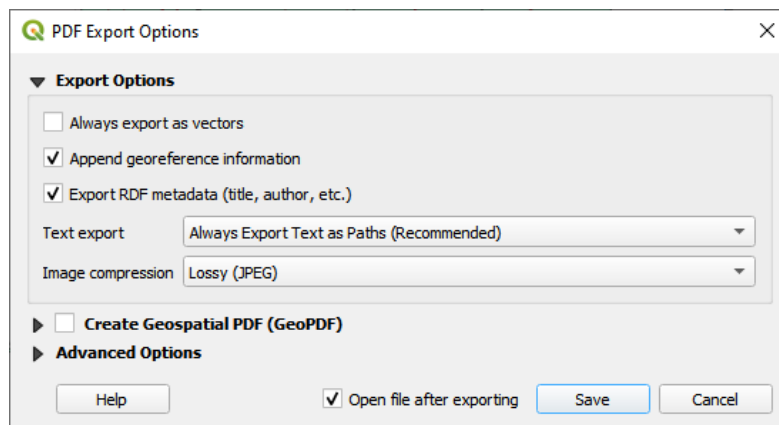 PDF Export Options
Export Options
Always export as vectors
Append georeference information
Export RDF metadata (title, author, etc.)
Text export Always Export Text as Paths (Recommended)
Image compression Lossy (JPEG)
Create Geospatial PDF (GeoPDF)
Advanced Options
Help Open file after exporting Save Cancel